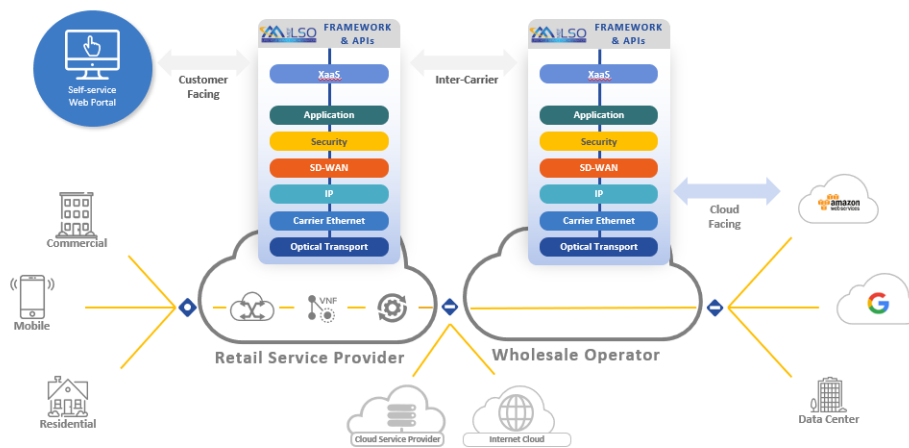 LSO
FRAMEWORK
& APIs
LSO
FRAMEWORK
& APIs
Self-service
Web Portal
Customer
Facing
XaaS
Inter-Carrier
XaaS
Application
Application
Security
Security
SD-WAN
SD-WAN
IP
IP
Cloud
Facing
amazon
web services
Carrier Ethernet
Carrier Ethernet
Commercial
Optical Transport
Optical Transport
VNF
Mobile
Retail Service Provider
Wholesale Operator
G
Residential
Data Center
Cloud Service Provider
Internet Cloud